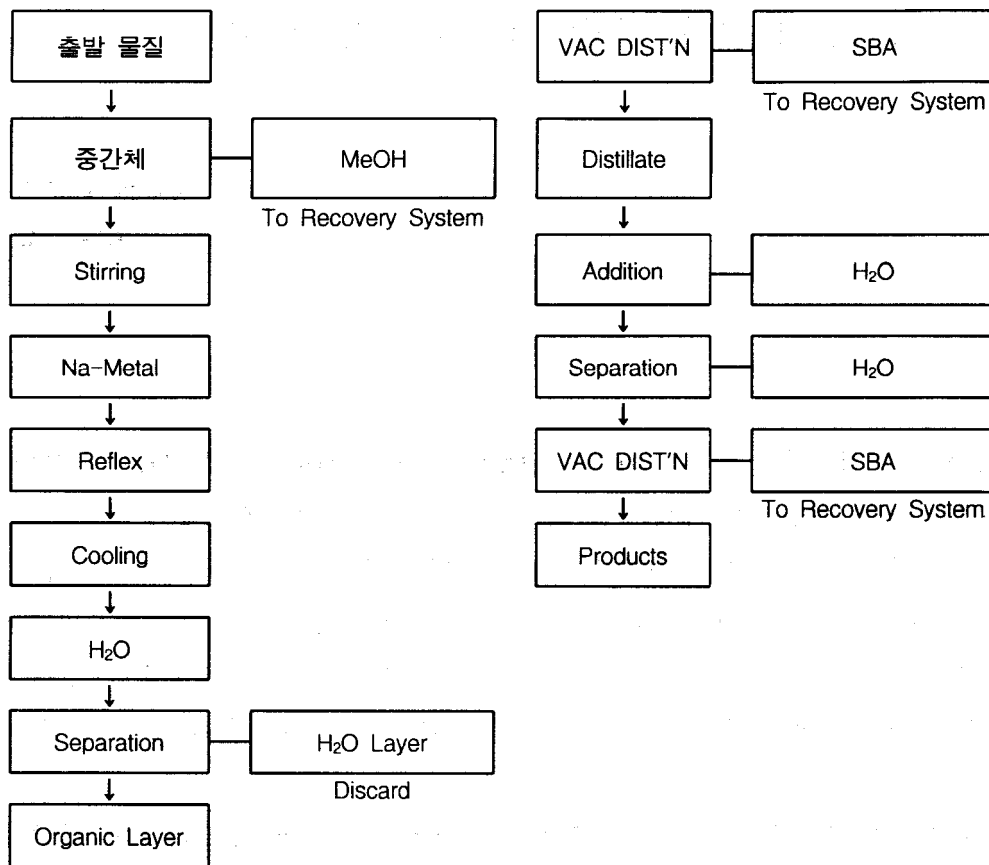 출발 물질
중간체
MeOH
To Recovery System
Stirring
Na-Metal
Reflex
Cooling
H₂O
Separation
H₂O Layer
Discard
Organic Layer
VAC DIST'N
SBA
To Recovery System
Distillate
Addition
H₂O
Separation
H₂O
VAC DIST'N
SBA
To Recovery System
Products